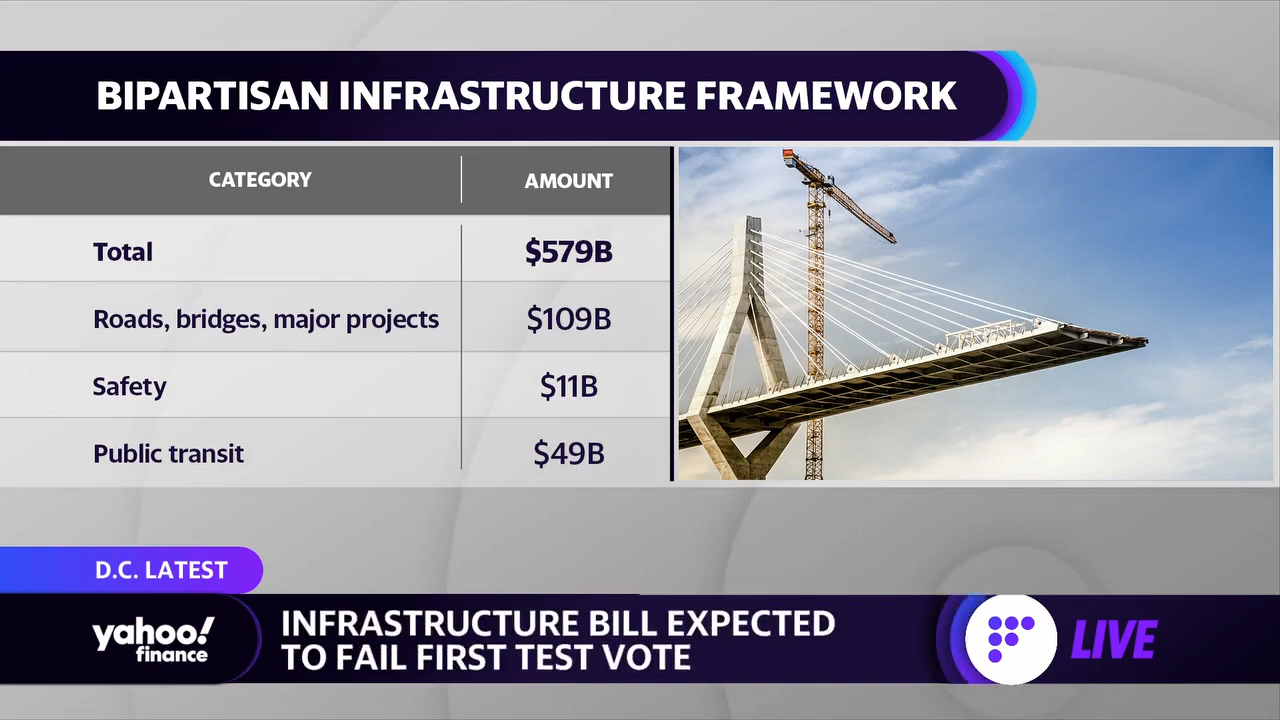 BIPARTISAN INFRASTRUCTURE FRAMEWORK
CATEGORY AMOUNT
Total $579B
Roads, bridges, major projects $109B
Safety $11B
Public transit $49B
D.C. LATEST
yahoo!
finance
INFRASTRUCTURE BILL EXPECTED
TO FAIL FIRST TEST VOTE
LIVE